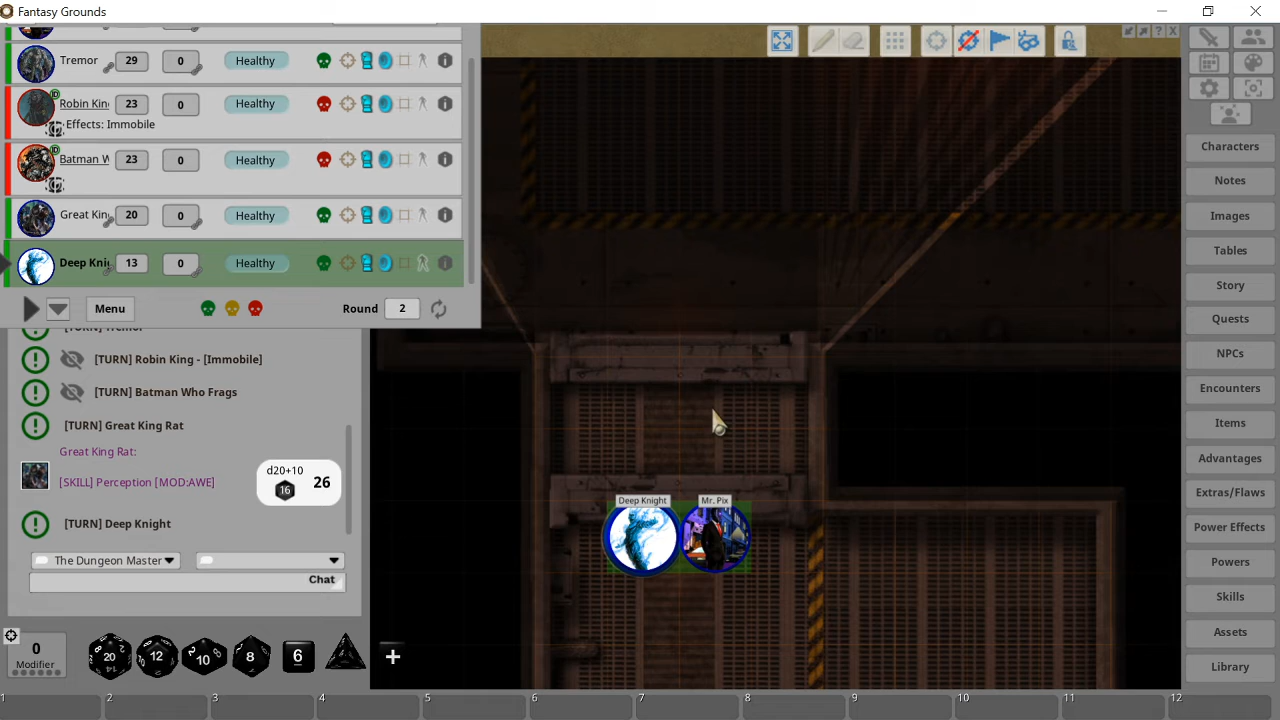 Fantasy Grounds
Tremor 29 0 Healthy
Robin Kin 23 0 Healthy
Effects: Immobile
Batman W 23 0 Healthy
Great Kin 20 0 Healthy
Deep Kni 13 0 Healthy
Menu Round 2
[TURN] Tremor
[TURN] Robin King - [Immobile]
[TURN] Batman Who Frags
[TURN] Great King Rat
Great King Rat:
[SKILL] Perception [MOD:AWE]
d20+10
16 26
[TURN] Deep Knight
The Dungeon Master
Chat
0
Modifier
20 12 10 8 6
+
Deep Knight Mr. Pix
Characters
Notes
Images
Tables
Story
Quests
NPCs
Encounters
Items
Advantages
Extras/Flaws
Power Effects
Powers
Skills
Assets
Library
1 2 3 4 5 6 7 8 9 10 11 12